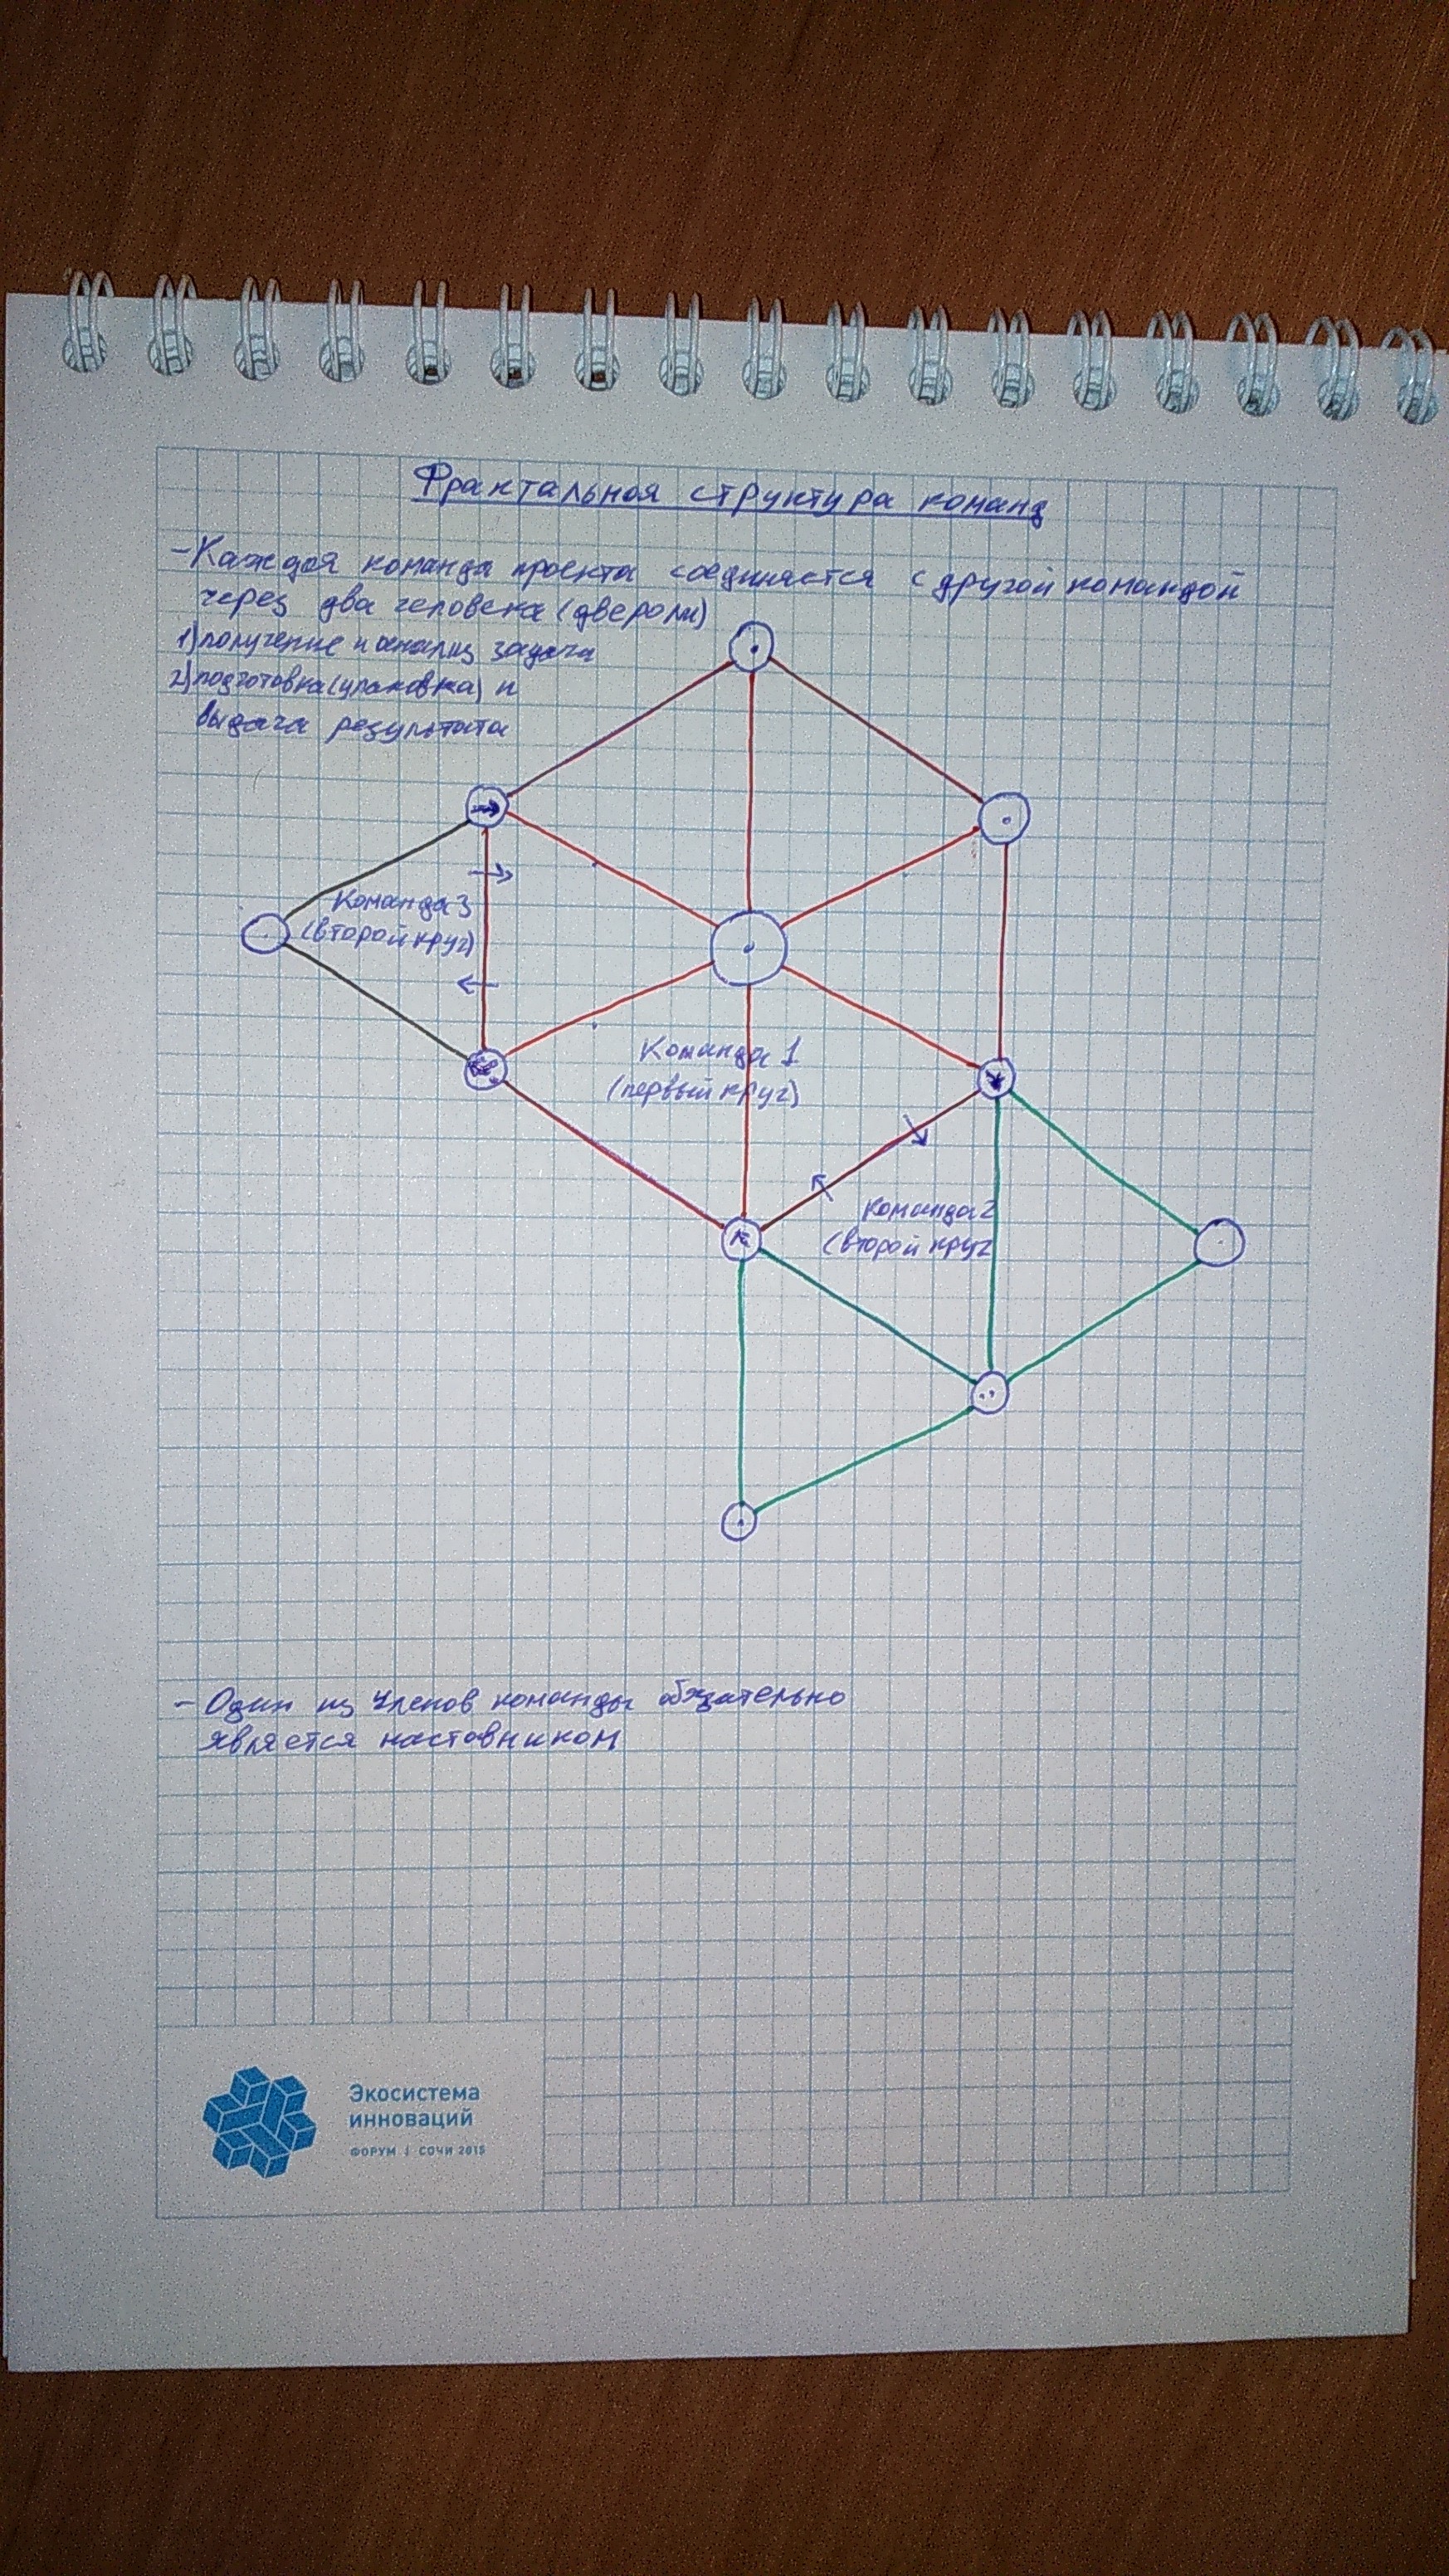 Фрактальная структура команд
- Каждая команда проекта соединяется с другой командой
через два человека (две роли)
1) получение и анализ задача
2) подготовка (упаковка) и
выдача результата
Команда 3
(второй круг)
Команда 1
(первый круг)
Команда 2
(второй круг
- Один из членов команды обязательно
является наставником
Экосистема
инноваций
ФОРУМ | СОЧИ 2015